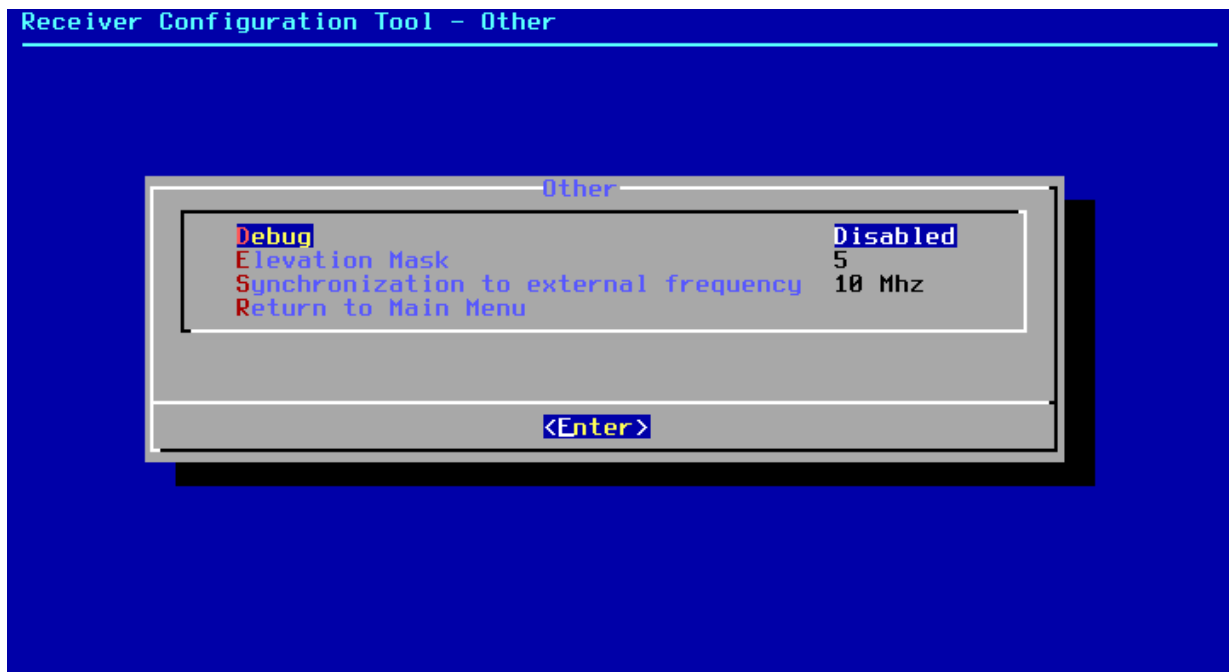 Receiver Configuration Tool - Other
Other
Debug Disabled
Elevation Mask 5
Synchronization to external frequency 10 Mhz
Return to Main Menu
<Enter>